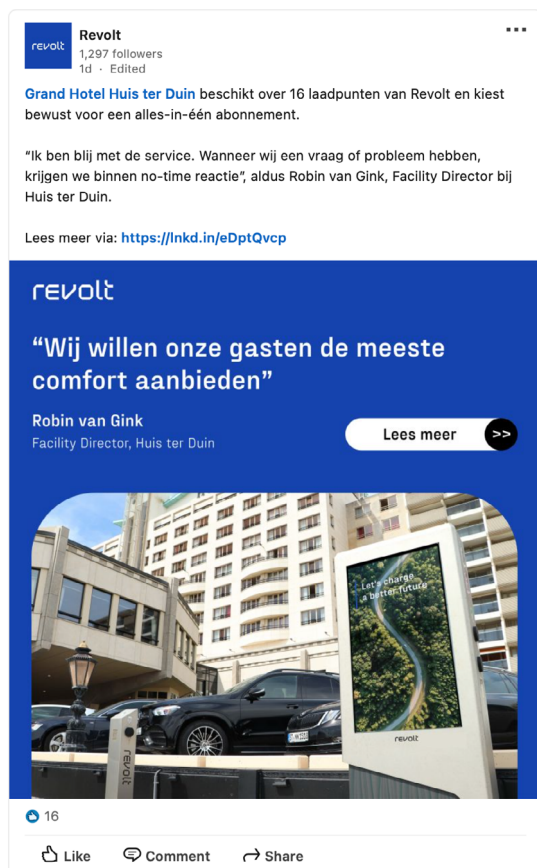 revolt
Revolt
1,297 followers
1d · Edited
Grand Hotel Huis ter Duin beschikt over 16 laadpunten van Revolt en kiest
bewust voor een alles-in-één abonnement.
“Ik ben blij met de service. Wanneer wij een vraag of probleem hebben,
krijgen we binnen no-time reactie”, aldus Robin van Gink, Facility Director bij
Huis ter Duin.
Lees meer via: https://lnkd.in/eDptQvcp
revolt
“Wij willen onze gasten de meeste
comfort aanbieden”
Robin van Gink
Facility Director, Huis ter Duin
Lees meer >>
Let's charge
a better future
revolt
revolt
16
Like Comment Share